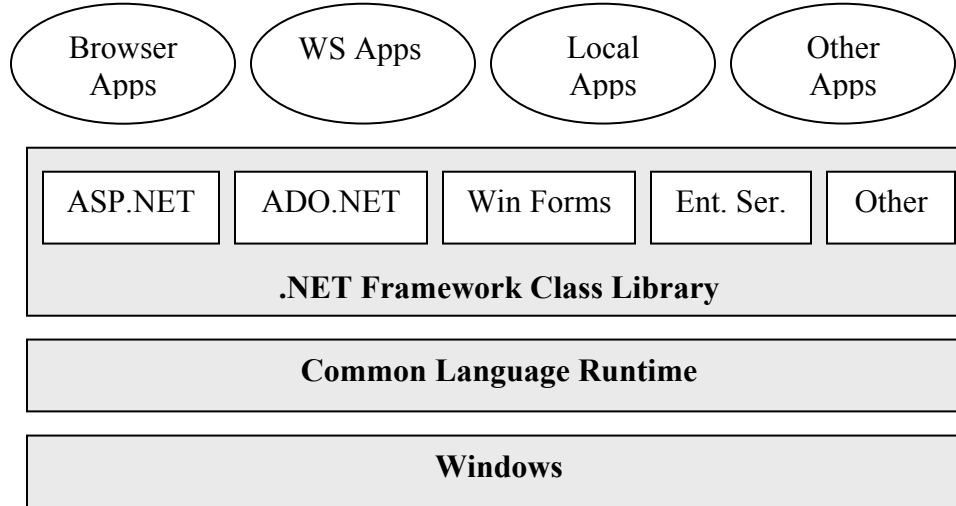 Browser
Apps
WS Apps
Local
Apps
Other
Apps
ASP.NET
ADO.NET
Win Forms
Ent. Ser.
Other
.NET Framework Class Library
Common Language Runtime
Windows